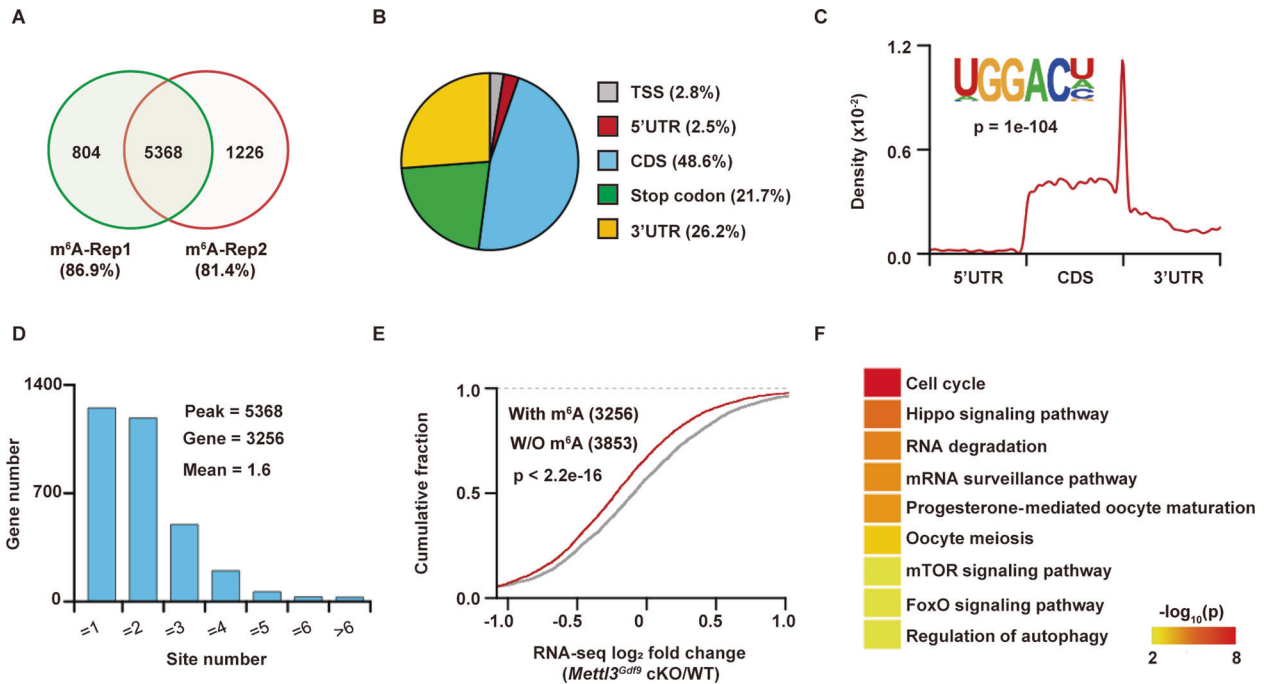 A
804
5368
1226
m⁶A-Rep1
(86.9%)
m⁶A-Rep2
(81.4%)
B
TSS (2.8%)
5’UTR (2.5%)
CDS (48.6%)
Stop codon (21.7%)
3’UTR (26.2%)
C
Density (x10⁻²)
1.2
0.6
0.0
UGGACU
p = 1e-104
5’UTR
CDS
3’UTR
D
Gene number
1400
700
0
Peak = 5368
Gene = 3256
Mean = 1.6
=1
=2
=3
=4
=5
=6
>6
Site number
E
Cumulative fraction
1.0
0.5
0.0
With m⁶A (3256)
W/O m⁶A (3853)
p < 2.2e-16
-1.0
-0.5
0
0.5
1.0
RNA-seq log₂ fold change
(Mettl3ᴳᵈᶠ⁹ cKO/WT)
F
Cell cycle
Hippo signaling pathway
RNA degradation
mRNA surveillance pathway
Progesterone-mediated oocyte maturation
Oocyte meiosis
mTOR signaling pathway
FoxO signaling pathway
Regulation of autophagy
-log₁₀(p)
2
8